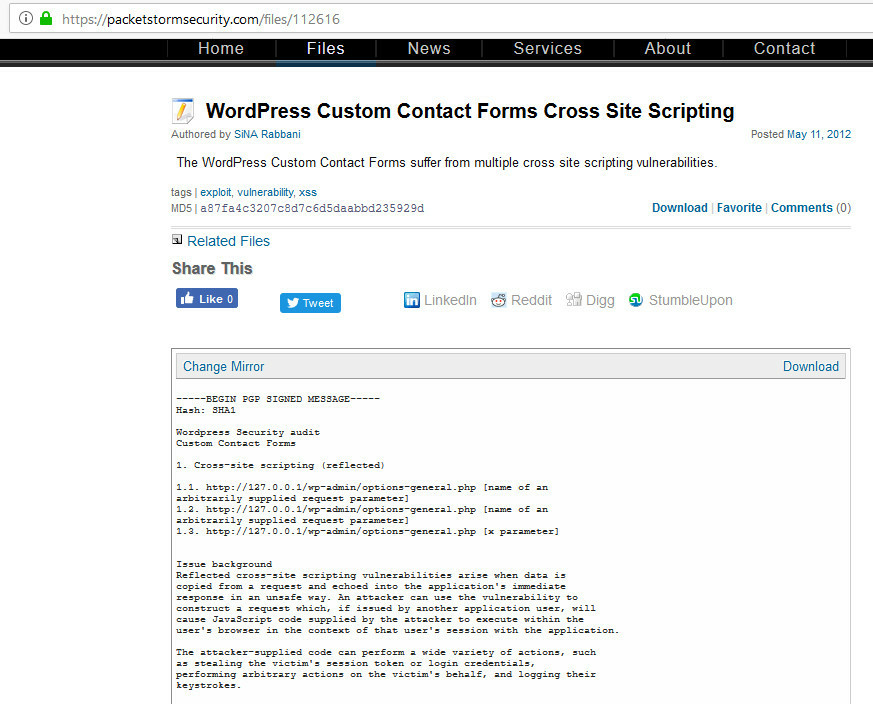 https://packetstormsecurity.com/files/112616
Home Files News Services About Contact
WordPress Custom Contact Forms Cross Site Scripting
Authored by SiNA Rabbani Posted May 11, 2012
The WordPress Custom Contact Forms suffer from multiple cross site scripting vulnerabilities.
tags | exploit, vulnerability, xss
MD5 | a87fa4c3207c8d7c6d5daabbd235929d
Download | Favorite | Comments (0)
Related Files
Share This
Like 0 Tweet LinkedIn Reddit Digg StumbleUpon
Change Mirror Download
-----BEGIN PGP SIGNED MESSAGE-----
Hash: SHA1
Wordpress Security audit
Custom Contact Forms
1. Cross-site scripting (reflected)
1.1. http://127.0.0.1/wp-admin/options-general.php [name of an
arbitrarily supplied request parameter]
1.2. http://127.0.0.1/wp-admin/options-general.php [name of an
arbitrarily supplied request parameter]
1.3. http://127.0.0.1/wp-admin/options-general.php [x parameter]
Issue background
Reflected cross-site scripting vulnerabilities arise when data is
copied from a request and echoed into the application's immediate
response in an unsafe way. An attacker can use the vulnerability to
construct a request which, if issued by another application user, will
cause JavaScript code supplied by the attacker to execute within the
user's browser in the context of that user's session with the application.
The attacker-supplied code can perform a wide variety of actions, such
as stealing the victim's session token or login credentials,
performing arbitrary actions on the victim's behalf, and logging their
keystrokes.